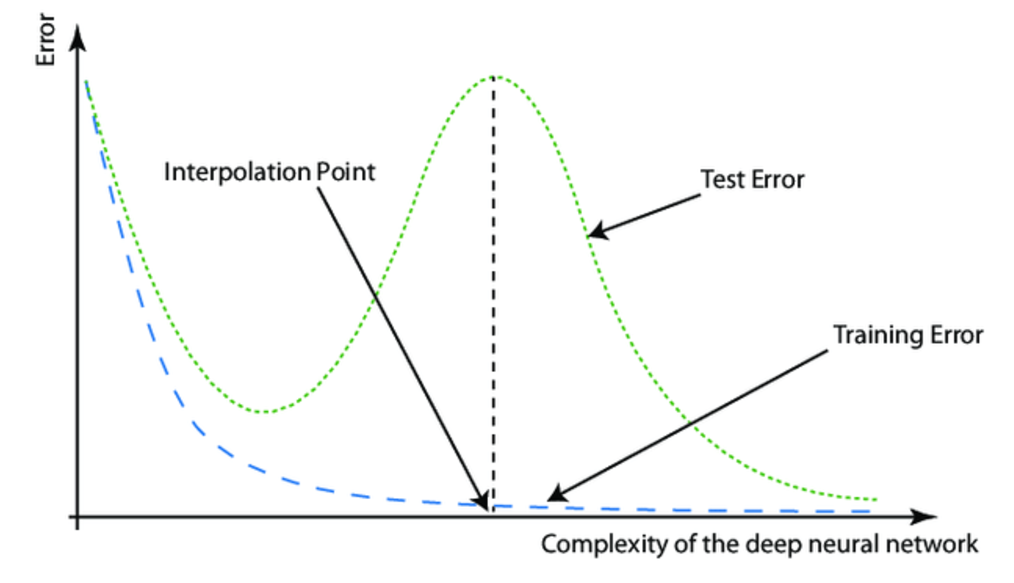 Error
Interpolation Point
Test Error
Training Error
Complexity of the deep neural network